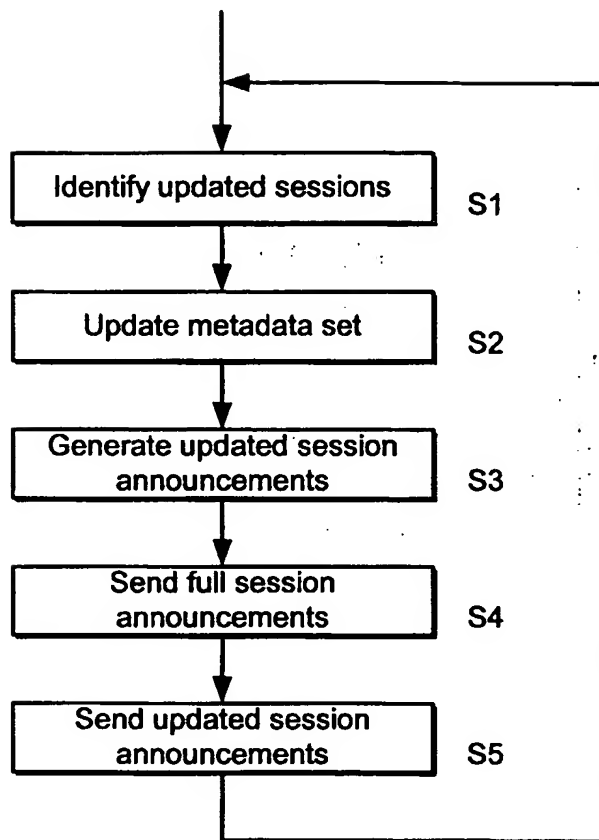 Identify updated sessions
S1
Update metadata set
S2
Generate updated session
announcements
S3
Send full session
announcements
S4
Send updated session
announcements
S5